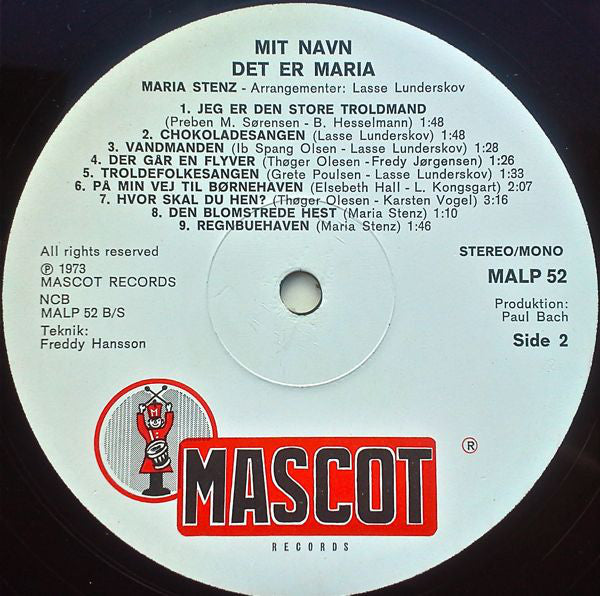 MIT NAVN
DET ER MARIA
MARIA STENZ - Arrangementer: Lasse Lunderskov
1. JEG ER DEN STORE TROLDMAND
(Preben M. Sørensen - B. Hesselmann) 1:48
2. CHOKOLADESANGEN (Lasse Lunderskov) 1:48
3. VANDMANDEN (Ib Spang Olsen - Lasse Lunderskov) 1:28
4. DER GÅR EN FLYVER (Thøger Olesen - Fredy Jørgensen) 1:26
5. TROLDEFOLKESANGEN (Grete Poulsen - Lasse Lunderskov) 1:33
6. PÅ MIN VEJ TIL BØRNEHAVEN (Elsebeth Hall - L. Kongsgart) 2:07
7. HVOR SKAL DU HEN? (Thøger Olesen - Karsten Vogel) 3:16
8. DEN BLOMSTREDE HEST (Maria Stenz) 1:10
9. REGNBUEHAVEN (Maria Stenz) 1:46
All rights reserved
Ⓟ 1973
MASCOT RECORDS
NCB
MALP 52 B/S
Teknik:
Freddy Hansson
STEREO/MONO
MALP 52
Produktion:
Paul Bach
Side 2
M
MASCOT ®
RECORDS